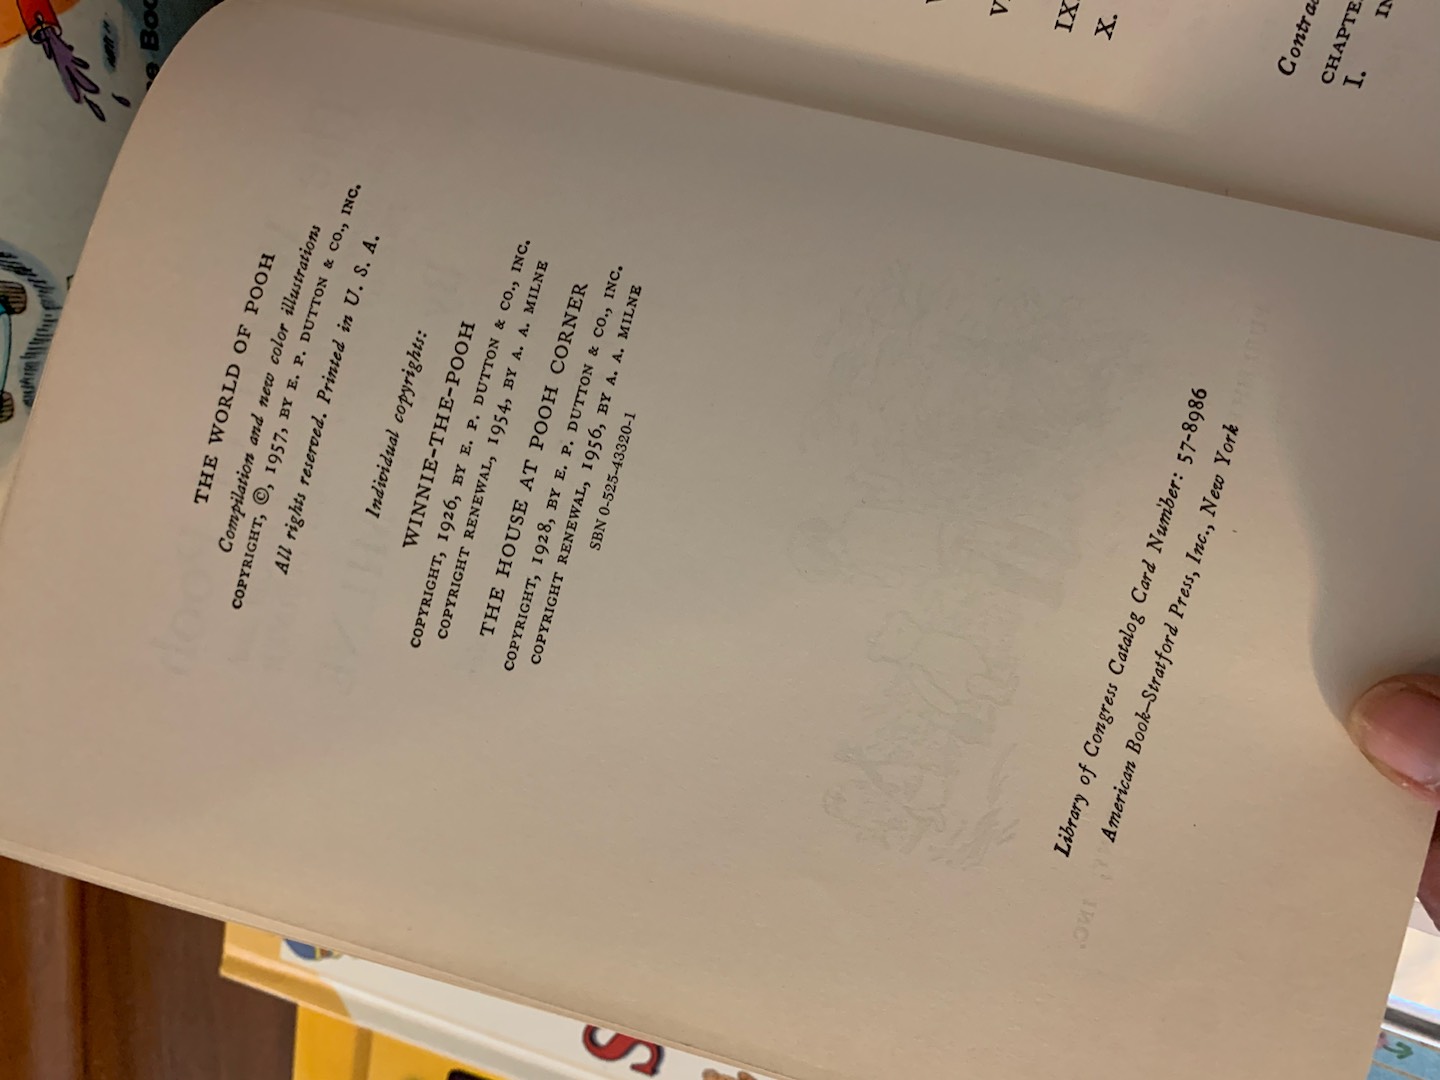 THE WORLD OF POOH
Compilation and new color illustrations
COPYRIGHT, ©, 1957, BY E. P. DUTTON & CO., INC.
All rights reserved. Printed in U. S. A.
Individual copyrights:
WINNIE-THE-POOH
COPYRIGHT, 1926, BY E. P. DUTTON & CO., INC.
COPYRIGHT RENEWAL, 1954, BY A. A. MILNE
THE HOUSE AT POOH CORNER
COPYRIGHT, 1928, BY E. P. DUTTON & CO., INC.
COPYRIGHT RENEWAL, 1956, BY A. A. MILNE
SBN 0-525-43320-1
Library of Congress Catalog Card Number: 57-8986
American Book–Stratford Press, Inc., New York
IX
X.
CHAPTE
I.
IN
S